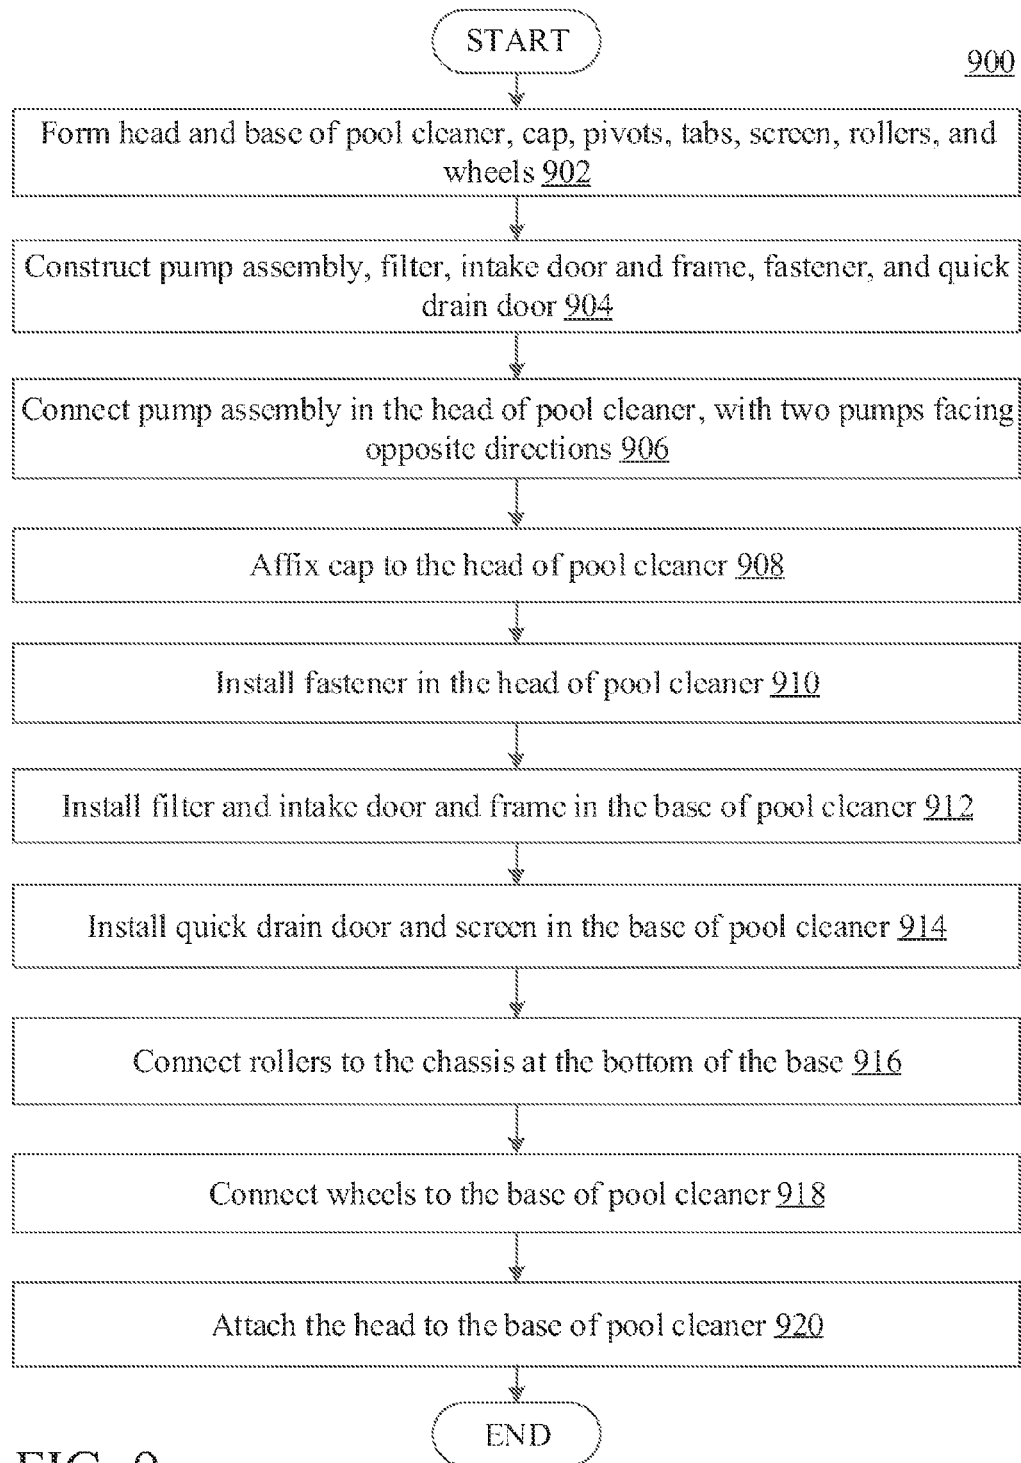 START
900
Form head and base of pool cleaner, cap, pivots, tabs, screen, rollers, and
wheels 902
Construct pump assembly, filter, intake door and frame, fastener, and quick
drain door 904
Connect pump assembly in the head of pool cleaner, with two pumps facing
opposite directions 906
Affix cap to the head of pool cleaner 908
Install fastener in the head of pool cleaner 910
Install filter and intake door and frame in the base of pool cleaner 912
Install quick drain door and screen in the base of pool cleaner 914
Connect rollers to the chassis at the bottom of the base 916
Connect wheels to the base of pool cleaner 918
Attach the head to the base of pool cleaner 920
END
FIG. 9